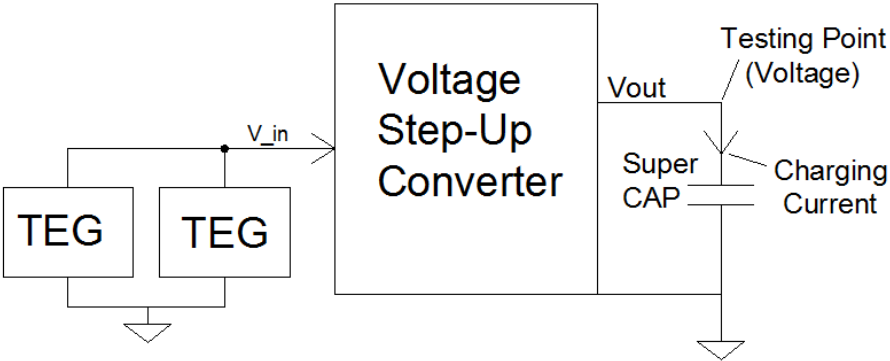 Voltage
Step-Up
Converter
V_in
TEG
TEG
Vout
Testing Point
(Voltage)
Super
CAP
Charging
Current